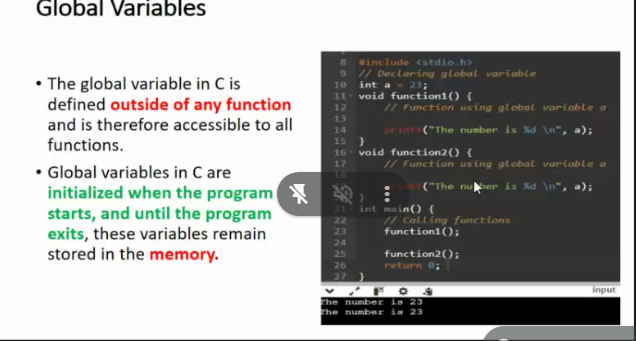 Global Variables
• The global variable in C is
defined outside of any function
and is therefore accessible to all
functions.
• Global variables in C are
initialized when the program
starts, and until the program
exits, these variables remain
stored in the memory.
8 #include <stdio.h>
9 // Declaring global variable
10 int a = 23;
11 void function1() {
12 // Function using global variable a
13
14 printf("The number is %d \n", a);
15 }
16 void function2() {
17 // Function using global variable a
18
("The number is %d \n", a);
}
21 int main() {
22 // Calling functions
23 function1();
24
25 function2();
26 return 0;
27 }
input
The number is 23
The number is 23